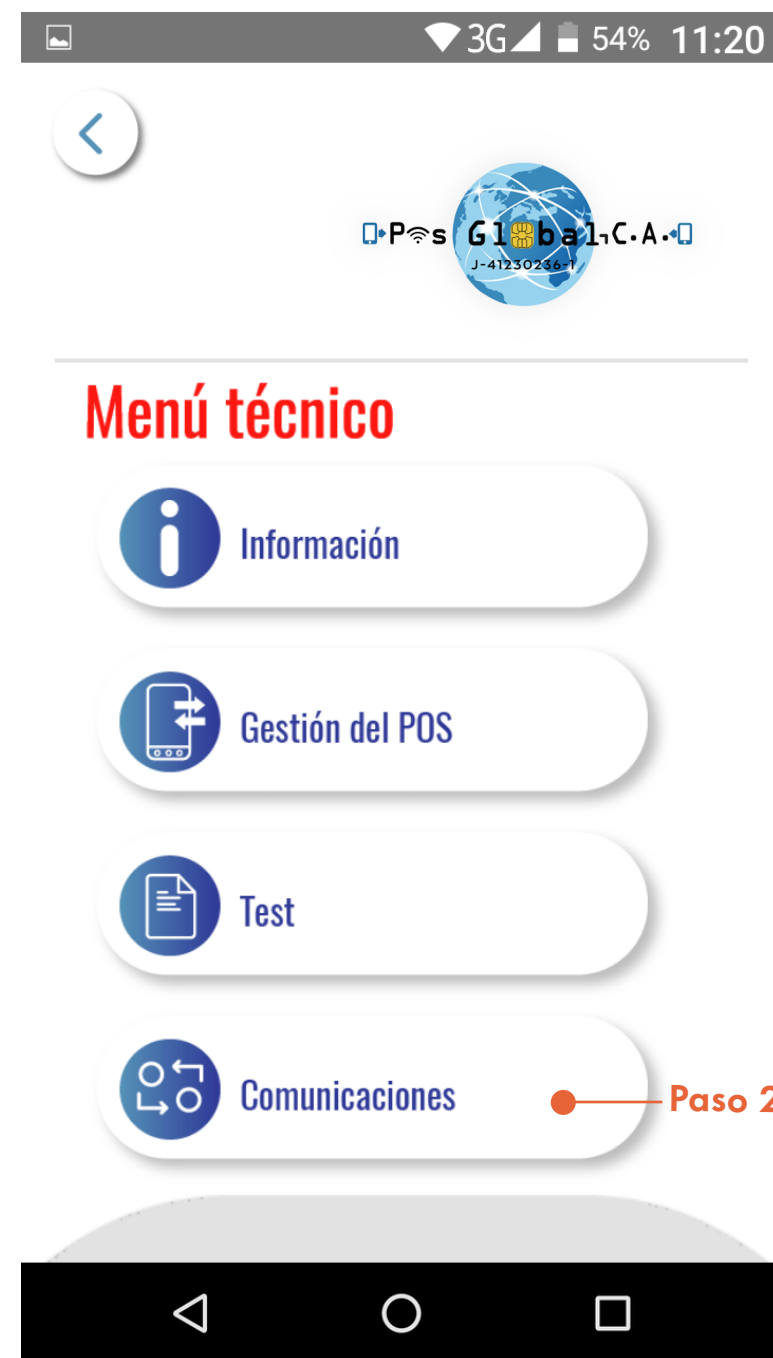 3G 54% 11:20
Pos Global, C.A.
J-41230236-1
Menú técnico
Información
Gestión del POS
Test
Comunicaciones
Paso 2